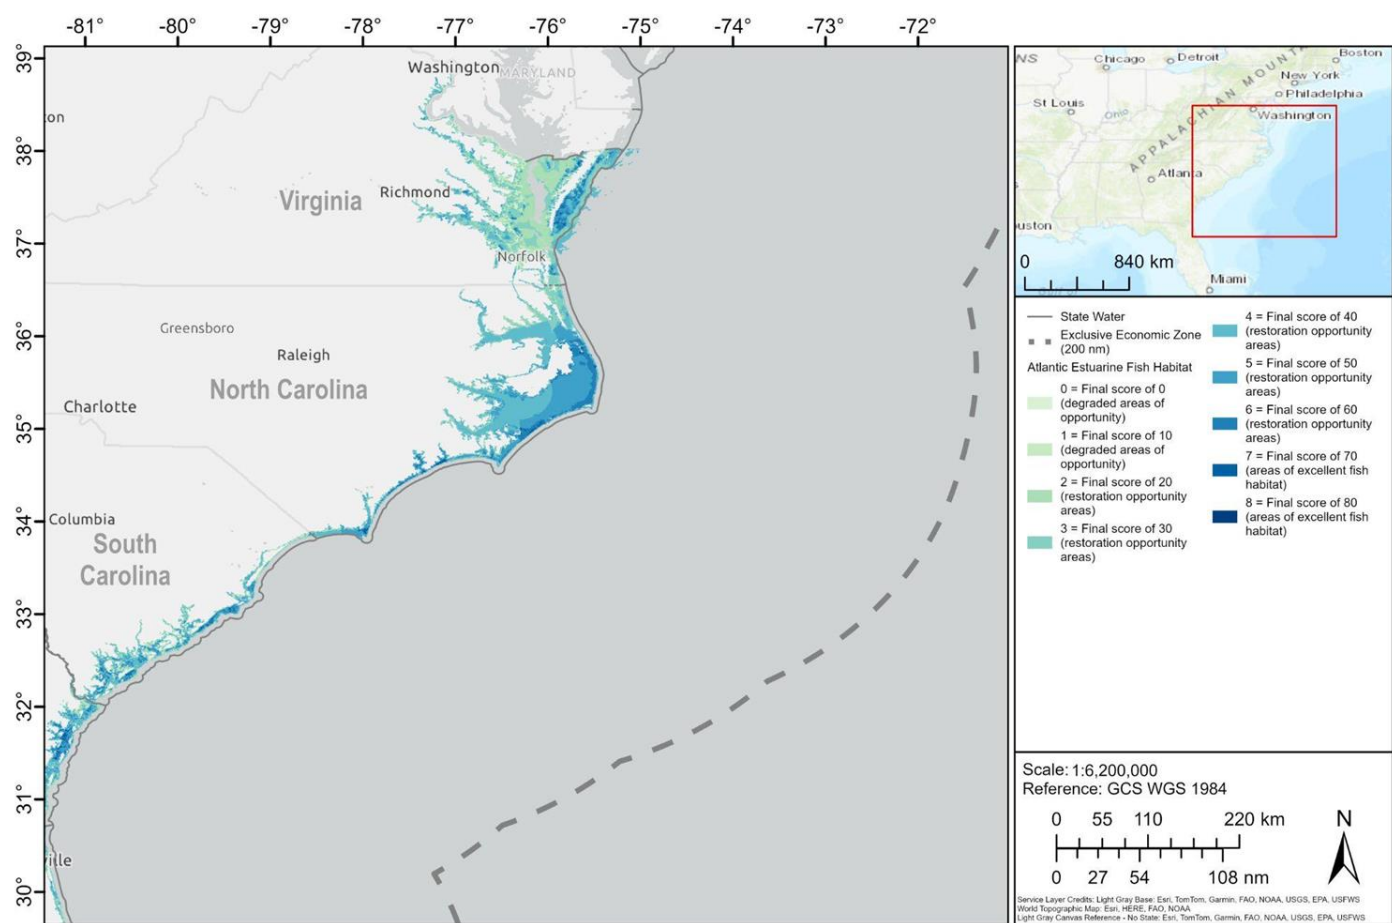 -81° -80° -79° -78° -77° -76° -75° -74° -73° -72°
39°
38°
37°
36°
35°
34°
33°
32°
31°
30°
Washington
MARYLAND
on
Virginia
Richmond
Norfolk
Greensboro
Raleigh
North Carolina
Charlotte
Columbia
South
Carolina
ille
NS
Chicago
Detroit
Boston
New York
Philadelphia
St Louis
Ohio
Washington
APPALACHIAN MOUNTA
Atlanta
uston
0 840 km
Miami
Gulf of
State Water
Exclusive Economic Zone
(200 nm)
Atlantic Estuarine Fish Habitat
0 = Final score of 0
(degraded areas of
opportunity)
1 = Final score of 10
(degraded areas of
opportunity)
2 = Final score of 20
(restoration opportunity
areas)
3 = Final score of 30
(restoration opportunity
areas)
4 = Final score of 40
(restoration opportunity
areas)
5 = Final score of 50
(restoration opportunity
areas)
6 = Final score of 60
(restoration opportunity
areas)
7 = Final score of 70
(areas of excellent fish
habitat)
8 = Final score of 80
(areas of excellent fish
habitat)
Scale: 1:6,200,000
Reference: GCS WGS 1984
0 55 110 220 km
0 27 54 108 nm
N
Service Layer Credits: Light Gray Base: Esri, TomTom, Garmin, FAO, NOAA, USGS, EPA, USFWS
World Topographic Map: Esri, HERE, FAO, NOAA
Light Gray Canvas Reference - No State: Esri, TomTom, Garmin, FAO, NOAA, USGS, EPA, USFWS